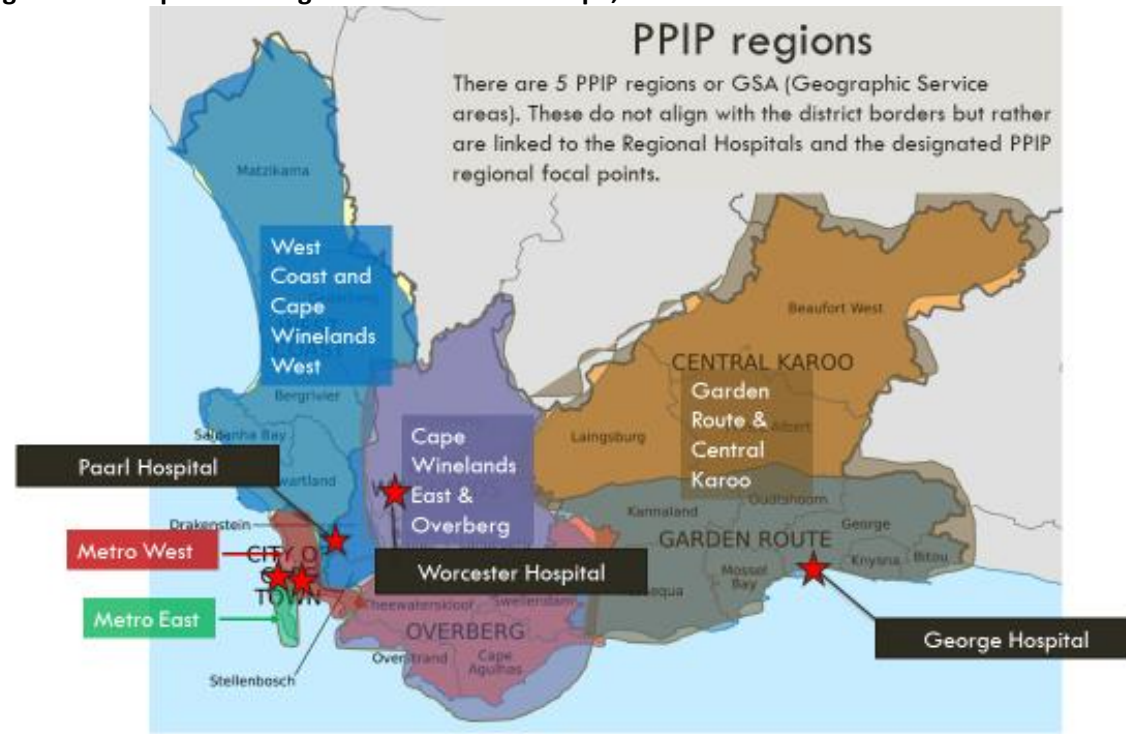 PPIP regions
There are 5 PPIP regions or GSA (Geographic Service
areas). These do not align with the district borders but rather
are linked to the Regional Hospitals and the designated PPIP
regional focal points.
Matzikama
West
Coast and
Cape
Winelands
West
Bergrivier
Saldanha Bay
Swartland
Paarl Hospital
Drakenstein
Metro West
CITY OF
CAPE
TOWN
Metro East
Stellenbosch
Cape
Winelands
East &
Overberg
Worcester Hospital
Theewaterskloof
Swellendam
OVERBERG
Overstrand
Cape
Agulhas
Beaufort West
CENTRAL KAROO
Garden
Route &
Central
Karoo
Laingsburg
Albert
Oudtshoorn
Kannaland
George
GARDEN ROUTE
Mossel
Bay
Knysna
Bitou
George Hospital